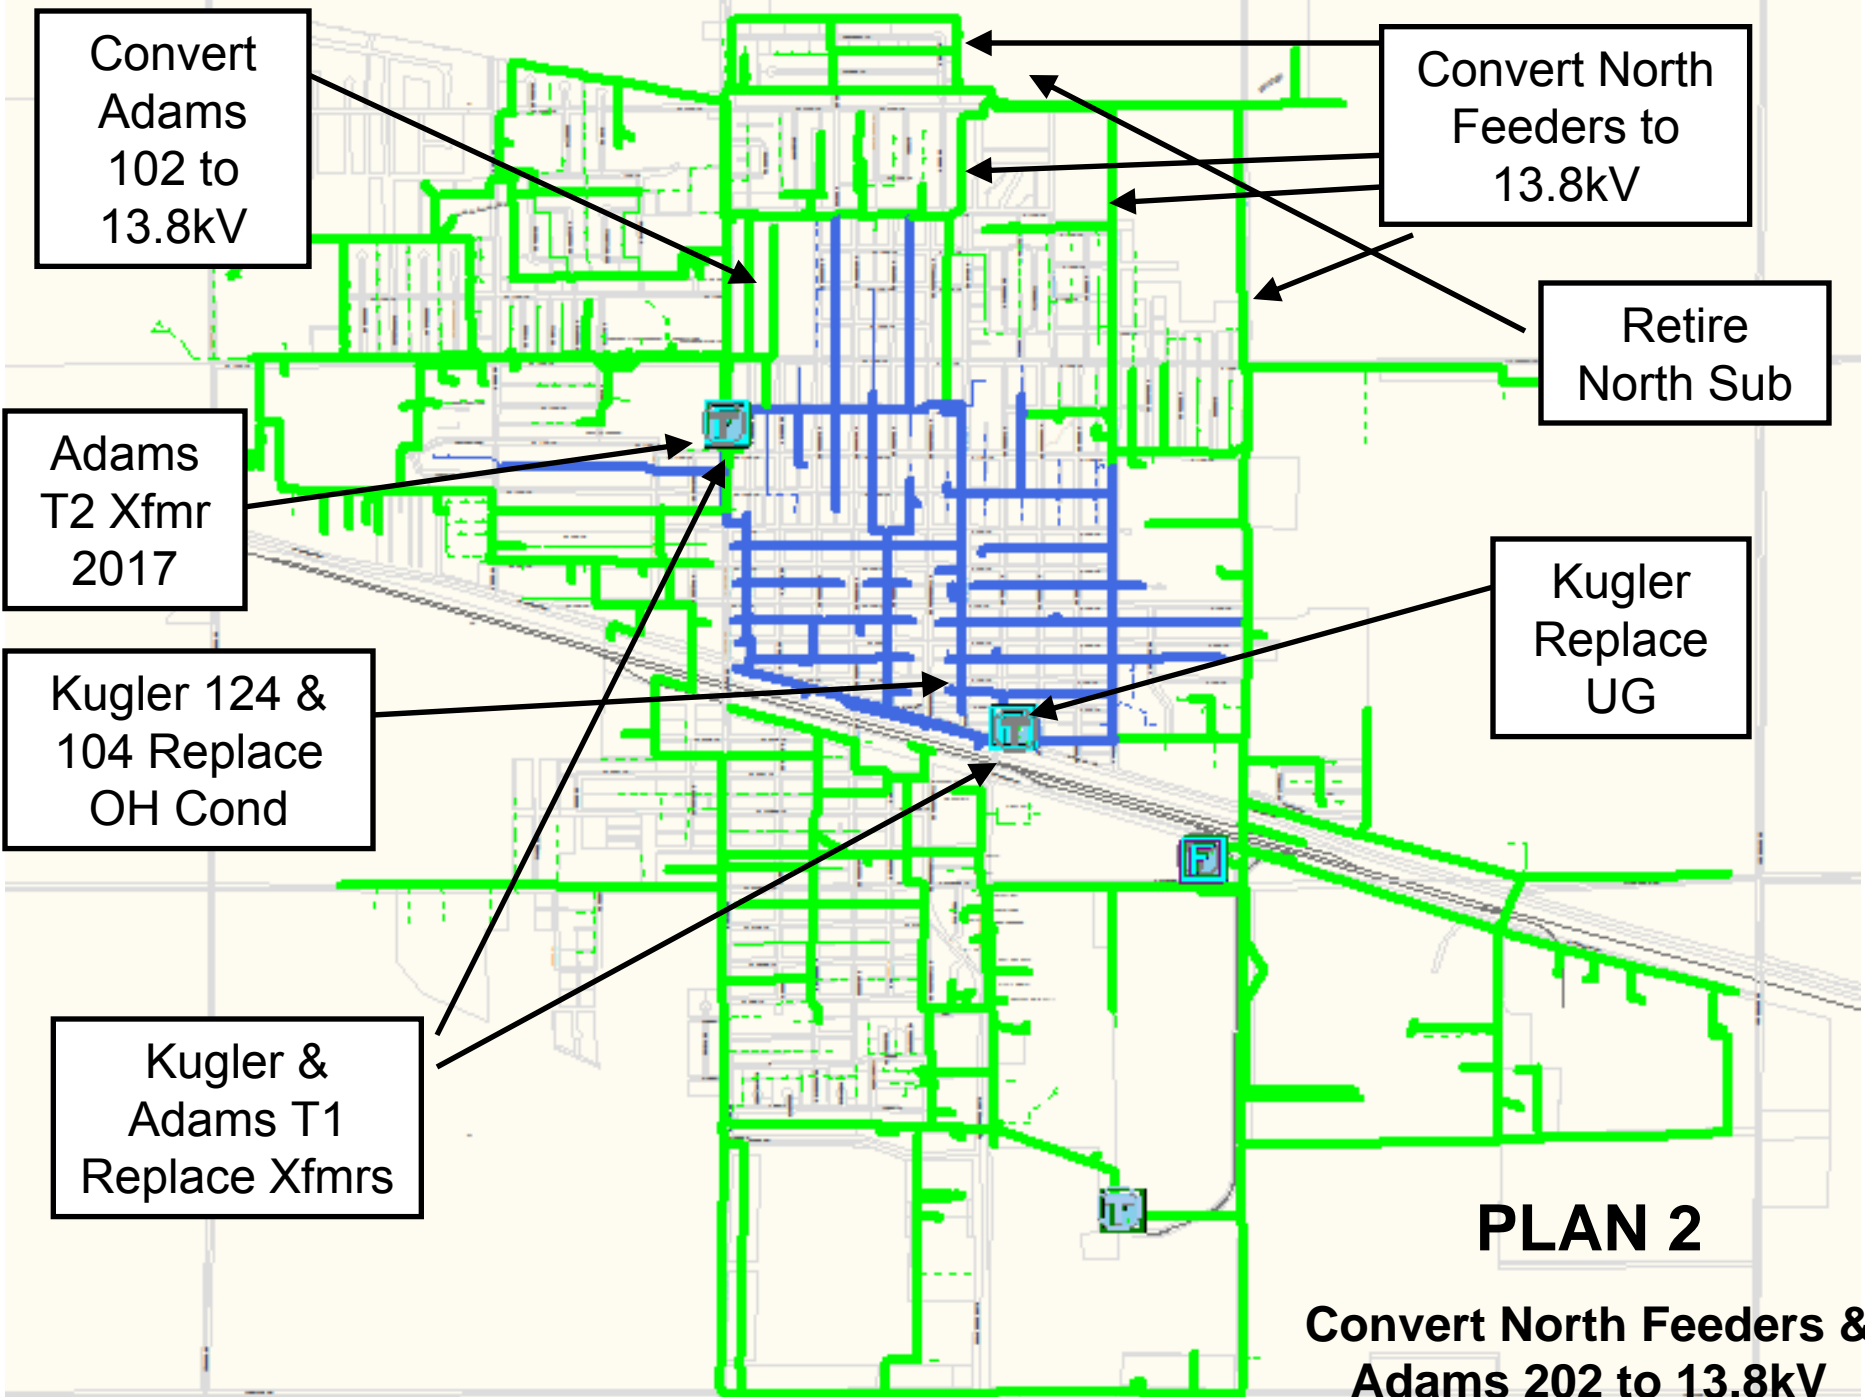 Convert
Adams
102 to
13.8kV
Convert North
Feeders to
13.8kV
Retire
North Sub
Adams
T2 Xfmr
2017
Kugler
Replace
UG
Kugler 124 &
104 Replace
OH Cond
Kugler &
Adams T1
Replace Xfmrs
T
F
PLAN 2
Convert North Feeders &
Adams 202 to 13.8kV